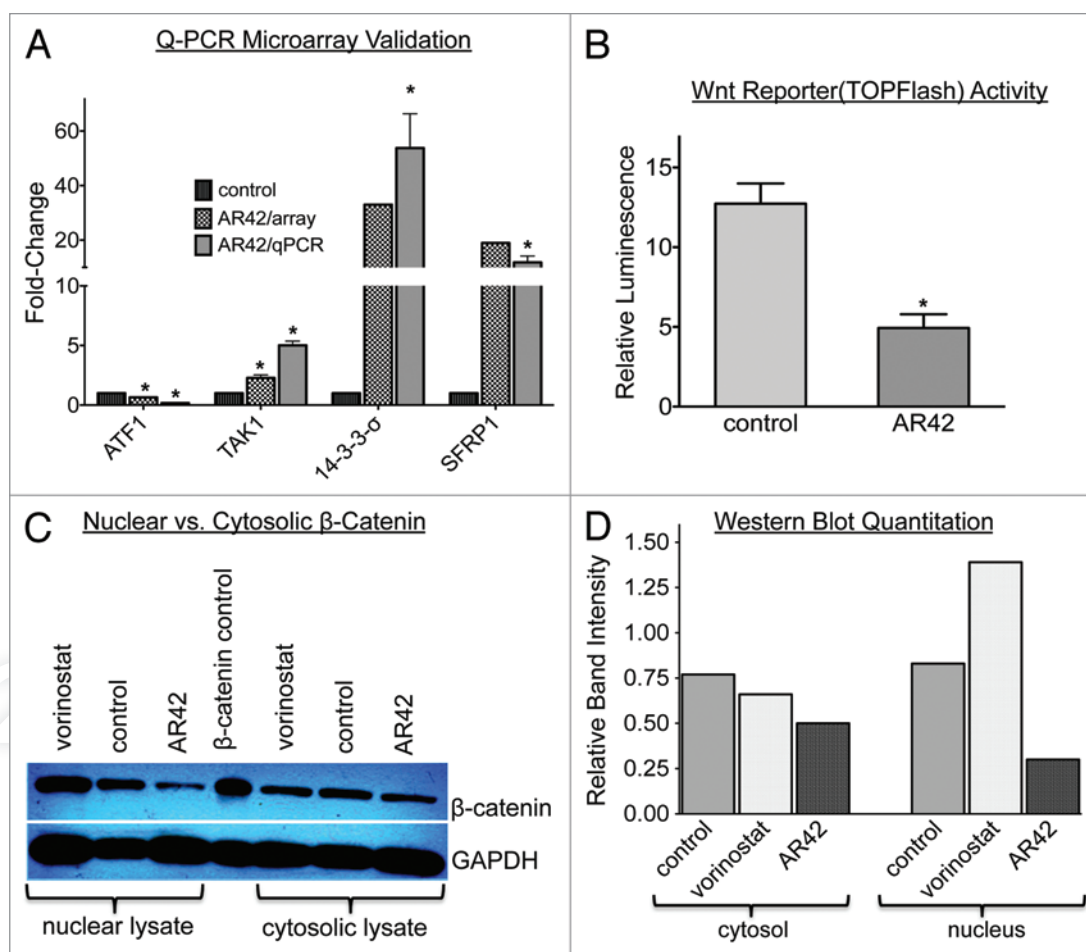 A
Q-PCR Microarray Validation
Fold-Change
60
40
20
10
5
0
control
AR42/array
AR42/qPCR
*
*
*
*
*
*
ATF1
TAK1
14-3-3-σ
SFRP1
B
Wnt Reporter(TOPFlash) Activity
Relative Luminescence
15
10
5
0
*
control
AR42
C
Nuclear vs. Cytosolic β-Catenin
vorinostat
control
AR42
β-catenin control
vorinostat
control
AR42
β-catenin
GAPDH
nuclear lysate
cytosolic lysate
D
Western Blot Quantitation
Relative Band Intensity
1.50
1.25
1.00
0.75
0.50
0.25
0.00
control
vorinostat
AR42
control
vorinostat
AR42
cytosol
nucleus